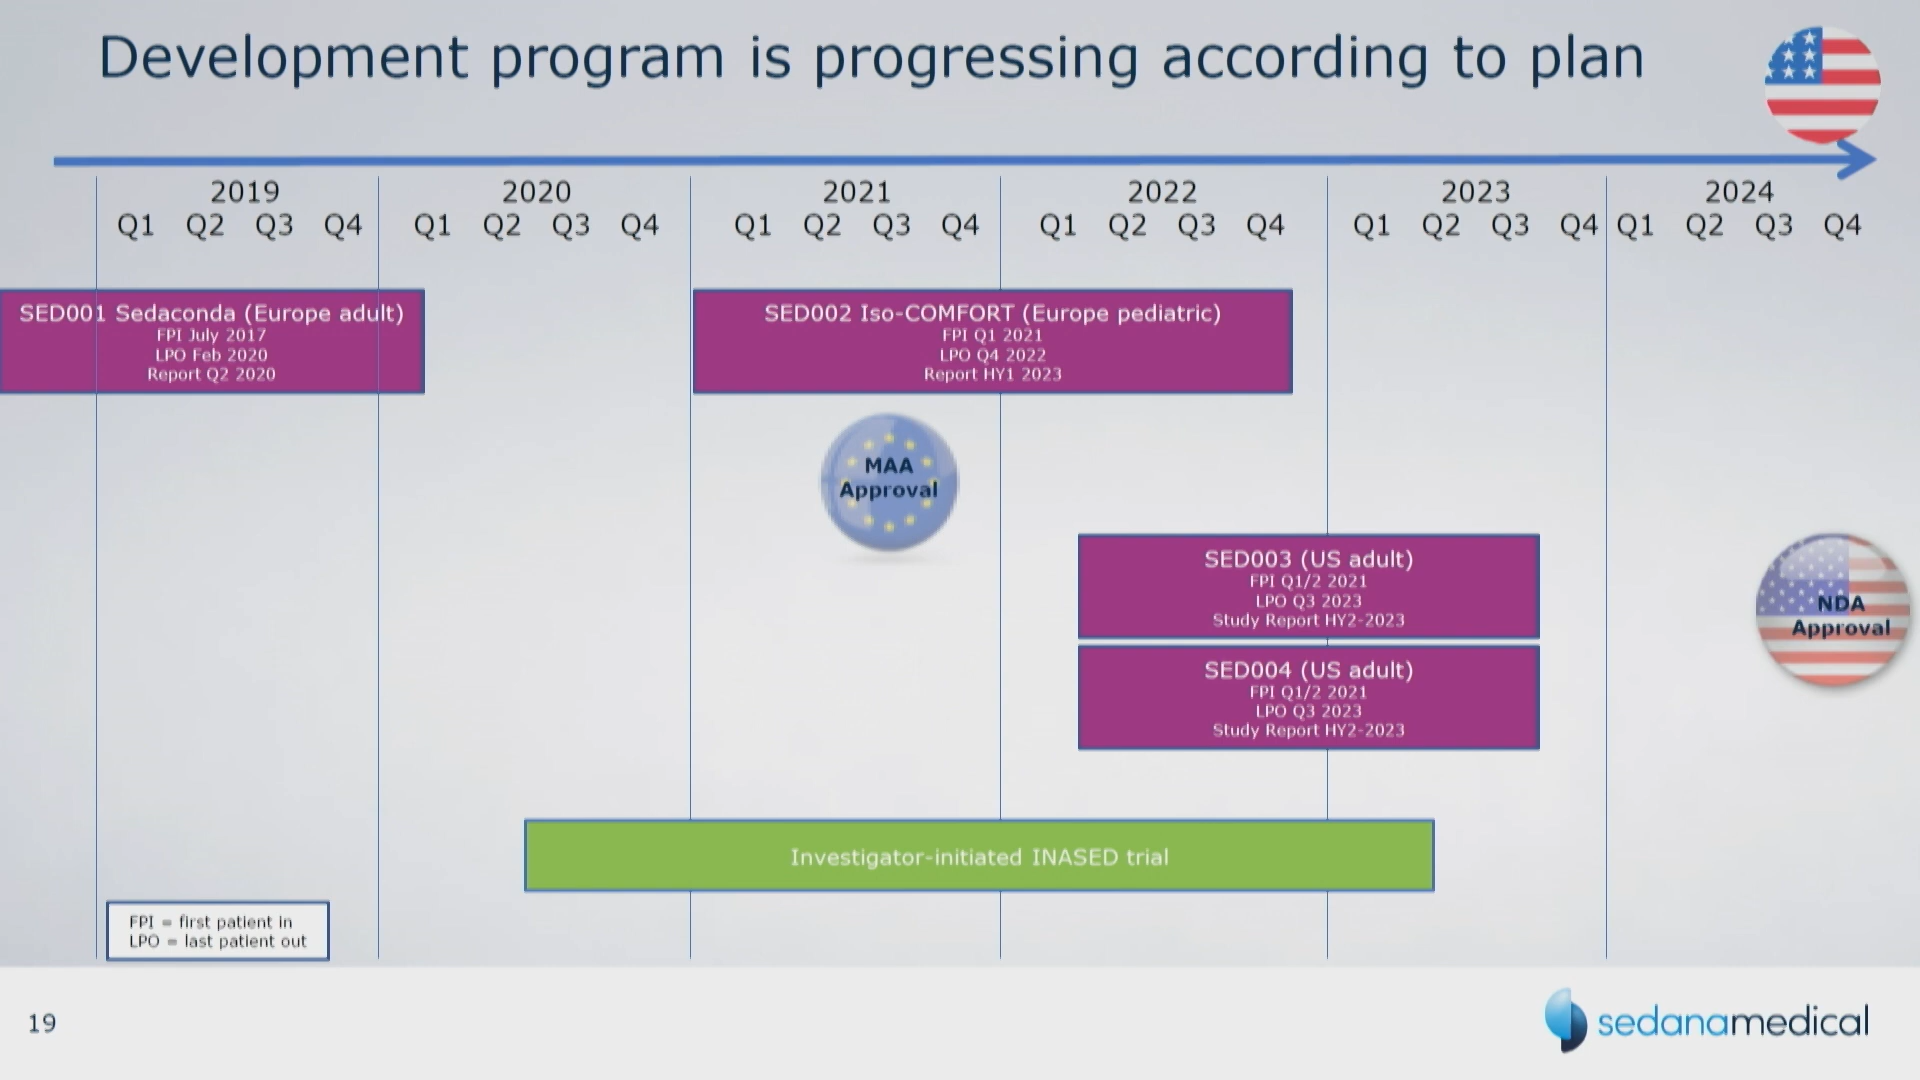 Development program is progressing according to plan
2019 2020 2021 2022 2023 2024
Q1 Q2 Q3 Q4 Q1 Q2 Q3 Q4 Q1 Q2 Q3 Q4 Q1 Q2 Q3 Q4 Q1 Q2 Q3 Q4 Q1 Q2 Q3 Q4
SED001 Sedaconda (Europe adult)
FPI July 2017
LPO Feb 2020
Report Q2 2020
SED002 Iso-COMFORT (Europe pediatric)
FPI Q1 2021
LPO Q4 2022
Report HY1 2023
MAA
Approval
SED003 (US adult)
FPI Q1/2 2021
LPO Q3 2023
Study Report HY2-2023
NDA
Approval
SED004 (US adult)
FPI Q1/2 2021
LPO Q3 2023
Study Report HY2-2023
Investigator-initiated INASED trial
FPI = first patient in
LPO = last patient out
19
sedanamedical